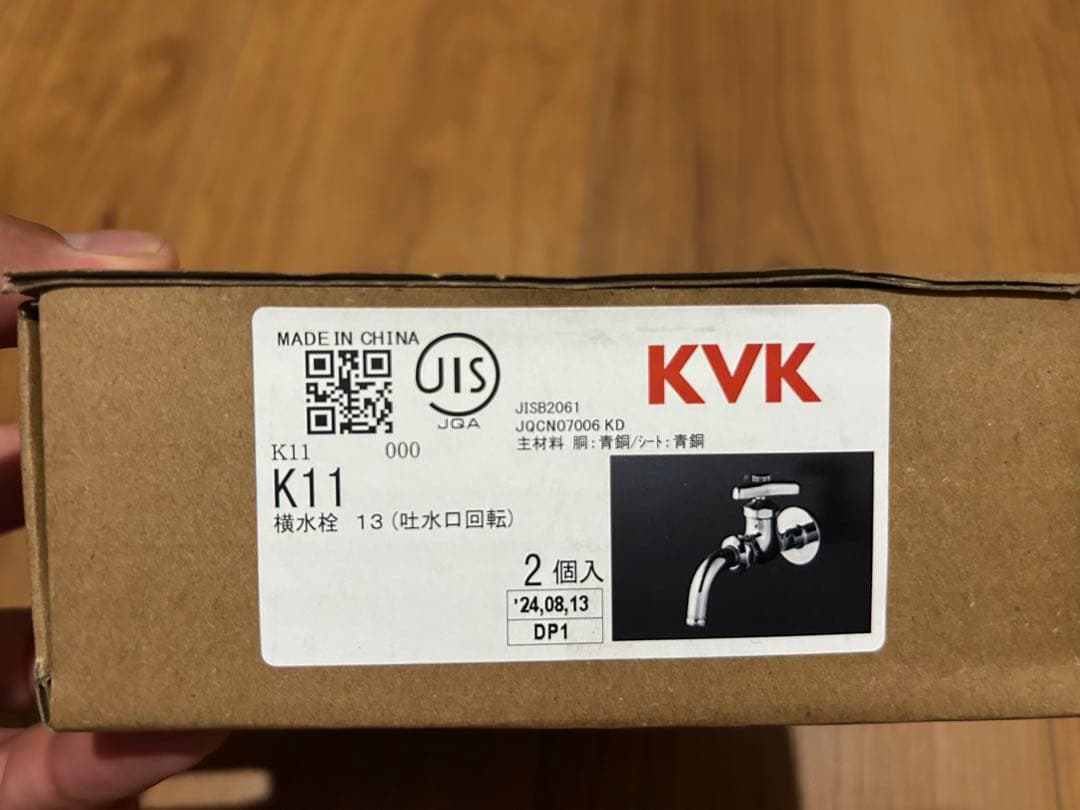 MADE IN CHINA
JIS
JQA
KVK
JISB2061
JQCN07006 KD
主材料 胴:青銅/シート:青銅
K11 000
K11
横水栓 13(吐水口回転)
2個入
'24,08,13
DP1